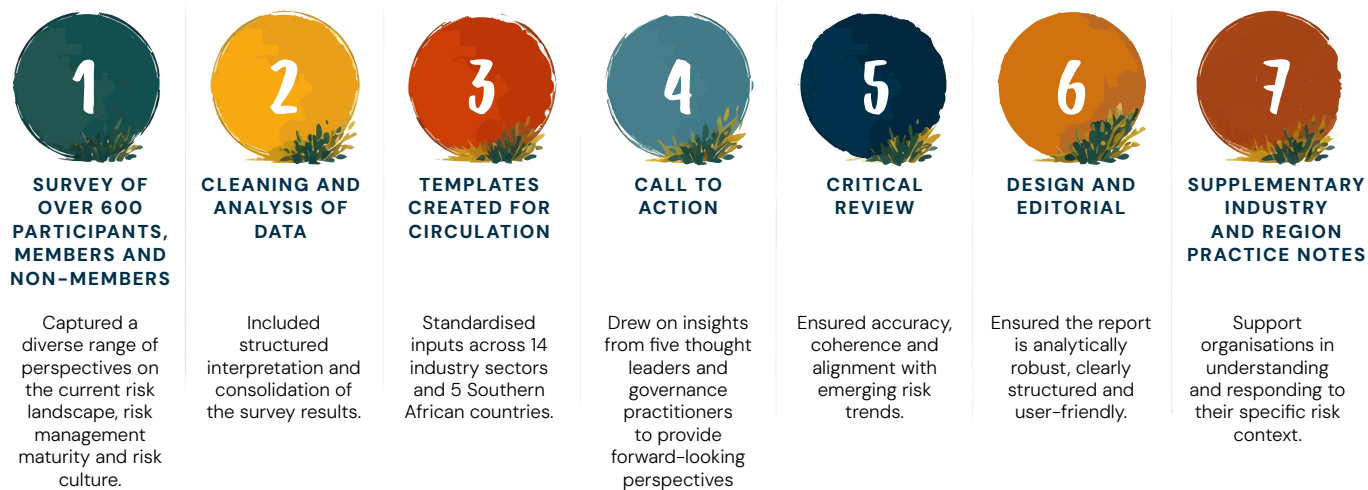 1
SURVEY OF
OVER 600
PARTICIPANTS,
MEMBERS AND
NON-MEMBERS
Captured a
diverse range of
perspectives on
the current risk
landscape, risk
management
maturity and risk
culture.
2
CLEANING AND
ANALYSIS OF
DATA
Included
structured
interpretation and
consolidation of
the survey results.
3
TEMPLATES
CREATED FOR
CIRCULATION
Standardised
inputs across 14
industry sectors
and 5 Southern
African countries.
4
CALL TO
ACTION
Drew on insights
from five thought
leaders and
governance
practitioners
to provide
forward-looking
perspectives
5
CRITICAL
REVIEW
Ensured accuracy,
coherence and
alignment with
emerging risk
trends.
6
DESIGN AND
EDITORIAL
Ensured the report
is analytically
robust, clearly
structured and
user-friendly.
7
SUPPLEMENTARY
INDUSTRY
AND REGION
PRACTICE NOTES
Support
organisations in
understanding
and responding to
their specific risk
context.